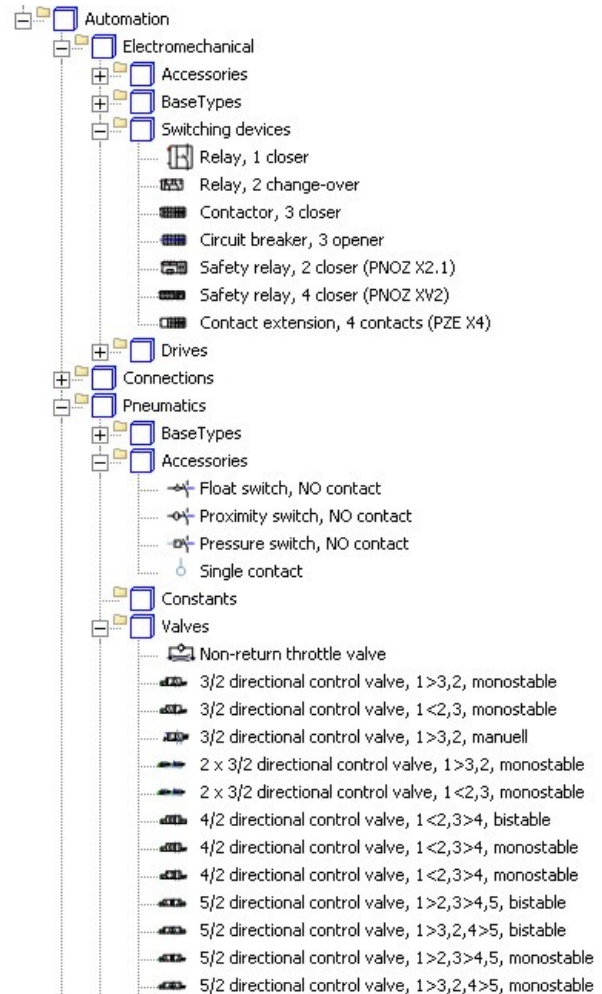 Automation
Electromechanical
Accessories
BaseTypes
Switching devices
Relay, 1 closer
Relay, 2 change-over
Contactor, 3 closer
Circuit breaker, 3 opener
Safety relay, 2 closer (PNOZ X2.1)
Safety relay, 4 closer (PNOZ XV2)
Contact extension, 4 contacts (PZE X4)
Drives
Connections
Pneumatics
BaseTypes
Accessories
Float switch, NO contact
Proximity switch, NO contact
Pressure switch, NO contact
Single contact
Constants
Valves
Non-return throttle valve
3/2 directional control valve, 1>3,2, monostable
3/2 directional control valve, 1<2,3, monostable
3/2 directional control valve, 1>3,2, manuell
2 x 3/2 directional control valve, 1>3,2, monostable
2 x 3/2 directional control valve, 1<2,3, monostable
4/2 directional control valve, 1<2,3>4, bistable
4/2 directional control valve, 1<2,3>4, monostable
4/2 directional control valve, 1<2,3>4, monostable
5/2 directional control valve, 1>2,3>4,5, bistable
5/2 directional control valve, 1>3,2,4>5, bistable
5/2 directional control valve, 1>2,3>4,5, monostable
5/2 directional control valve, 1>3,2,4>5, monostable